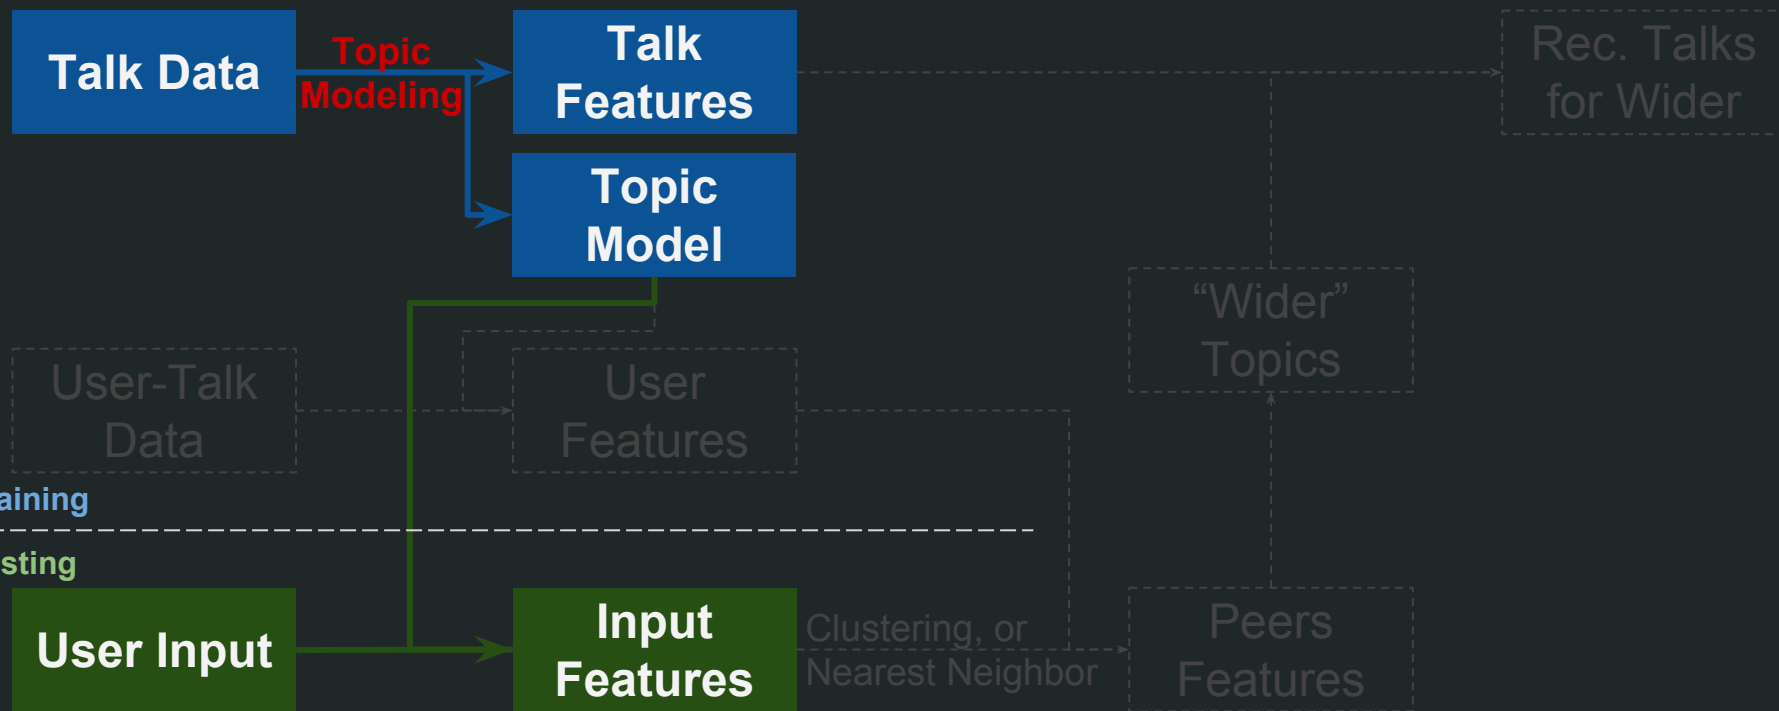 Talk Data
Topic
Modeling
Talk
Features
Rec. Talks
for Wider
Topic
Model
“Wider”
Topics
User-Talk
Data
User
Features
aining
sting
User Input
Input
Features
Clustering, or
Nearest Neighbor
Peers
Features